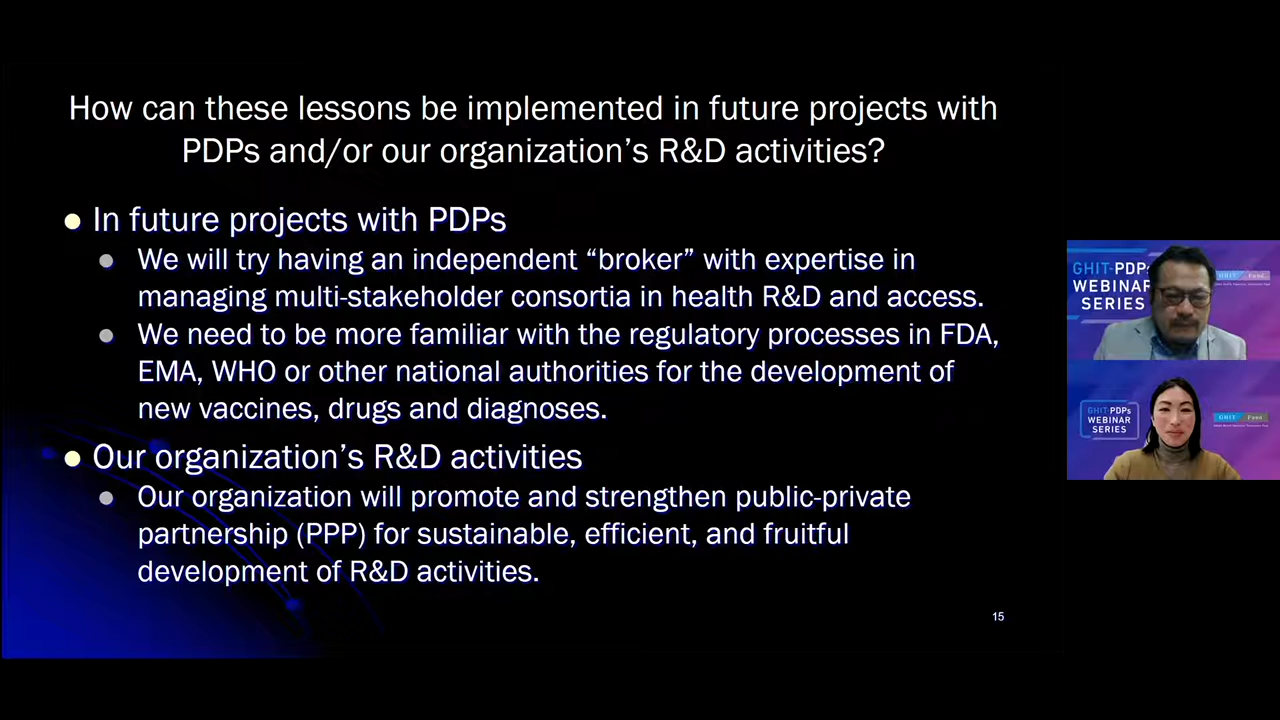 How can these lessons be implemented in future projects with
PDPs and/or our organization’s R&D activities?
In future projects with PDPs
We will try having an independent “broker” with expertise in
managing multi-stakeholder consortia in health R&D and access.
We need to be more familiar with the regulatory processes in FDA,
EMA, WHO or other national authorities for the development of
new vaccines, drugs and diagnoses.
Our organization’s R&D activities
Our organization will promote and strengthen public-private
partnership (PPP) for sustainable, efficient, and fruitful
development of R&D activities.
15
GHIT-PDPs
WEBINAR
SERIES
GHIT Fund
GHIT-PDPs
WEBINAR
SERIES
GHIT Fund